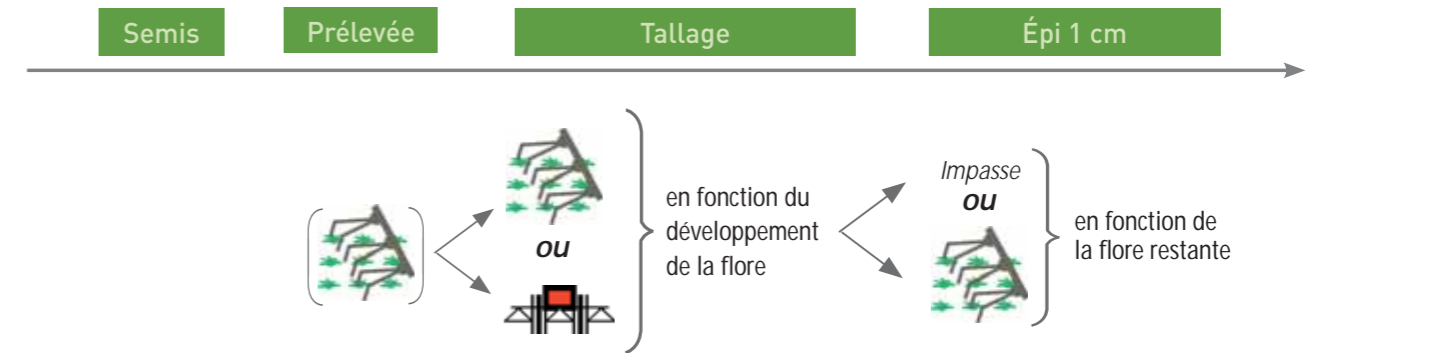 Semis
Prélevée
Tallage
Épi 1 cm
ou
en fonction du
développement
de la flore
Impasse
ou
en fonction de
la flore restante